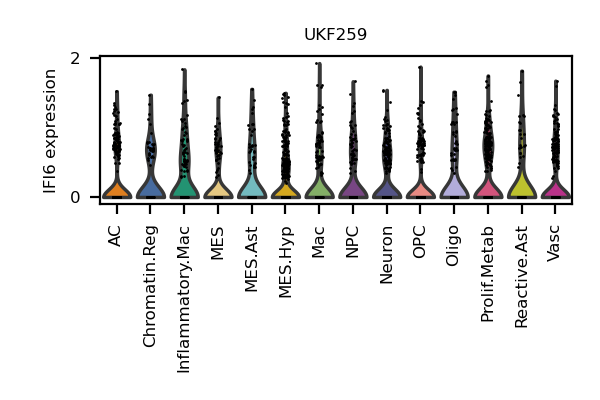 UKF259
IFI6 expression
2
0
AC
Chromatin.Reg
Inflammatory.Mac
MES
MES.Ast
MES.Hyp
Mac
NPC
Neuron
OPC
Oligo
Prolif.Metab
Reactive.Ast
Vasc